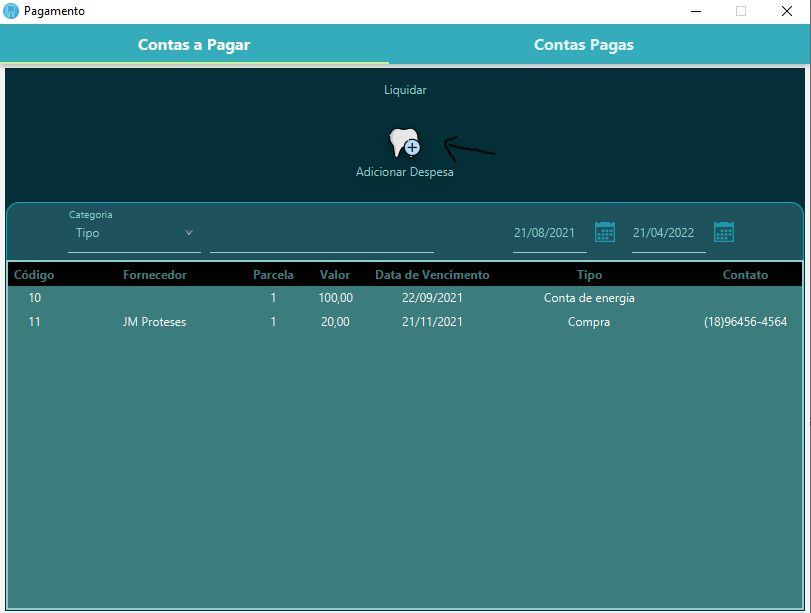 Pagamento
Contas a Pagar Contas Pagas
Liquidar
Adicionar Despesa
Categoria
Tipo 21/08/2021 21/04/2022
Código Fornecedor Parcela Valor Data de Vencimento Tipo Contato
10 1 100,00 22/09/2021 Conta de energia
11 JM Proteses 1 20,00 21/11/2021 Compra (18)96456-4564